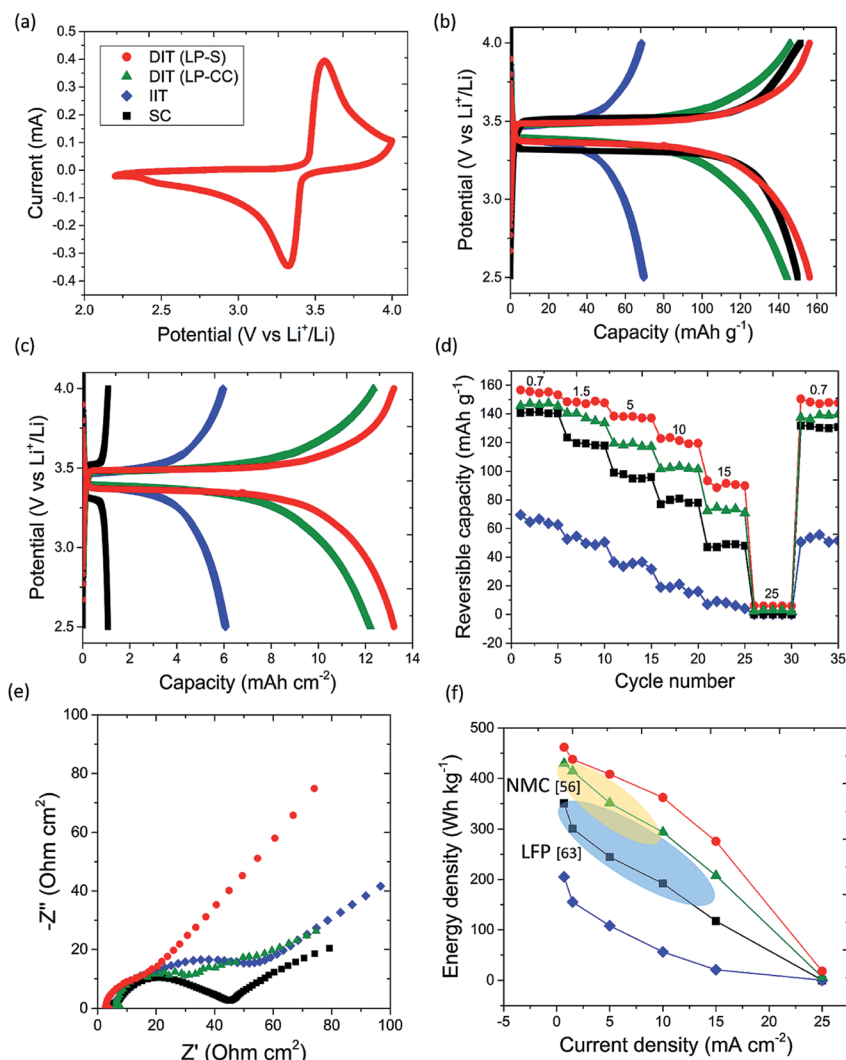 (a)
0.5
0.4
0.3
0.2
0.1
0.0
-0.1
-0.2
-0.3
-0.4
Current (mA)
DIT (LP-S)
DIT (LP-CC)
IIT
SC
2.0 2.5 3.0 3.5 4.0
Potential (V vs Li⁺/Li)
(b)
4.0
3.5
3.0
2.5
Potential (V vs Li⁺/Li)
0 20 40 60 80 100 120 140 160
Capacity (mAh g⁻¹)
(c)
4.0
3.5
3.0
2.5
Potential (V vs Li⁺/Li)
0 2 4 6 8 10 12 14
Capacity (mAh cm⁻²)
(d)
160
140
120
100
80
60
40
20
0
-20
Reversible capacity (mAh g⁻¹)
0.7 1.5 5 10 15 25 0.7
0 5 10 15 20 25 30 35
Cycle number
(e)
100
80
60
40
20
0
-Z'' (Ohm cm²)
0 20 40 60 80 100
Z' (Ohm cm²)
(f)
500
400
300
200
100
0
Energy density (Wh kg⁻¹)
NMC [56]
LFP [63]
-5 0 5 10 15 20 25
Current density (mA cm⁻²)